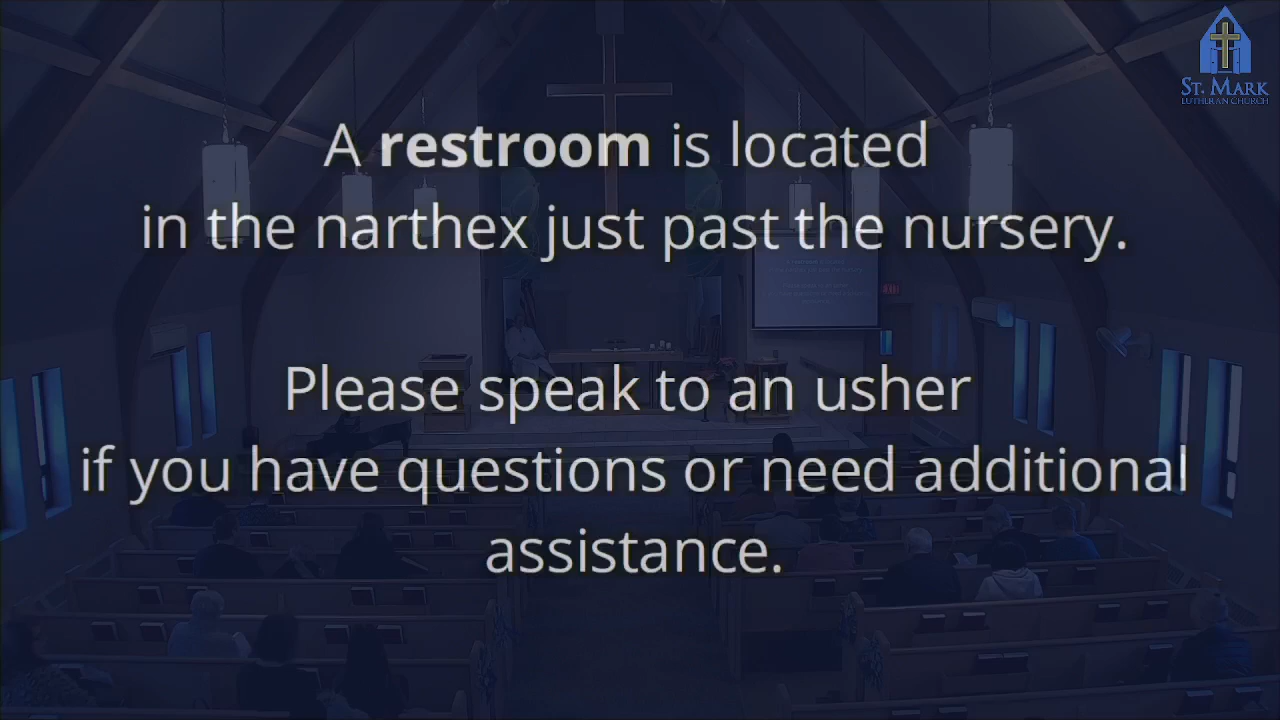 St. Mark
Lutheran Church
A restroom is located
in the narthex just past the nursery.
Please speak to an usher
if you have questions or need additional
assistance.